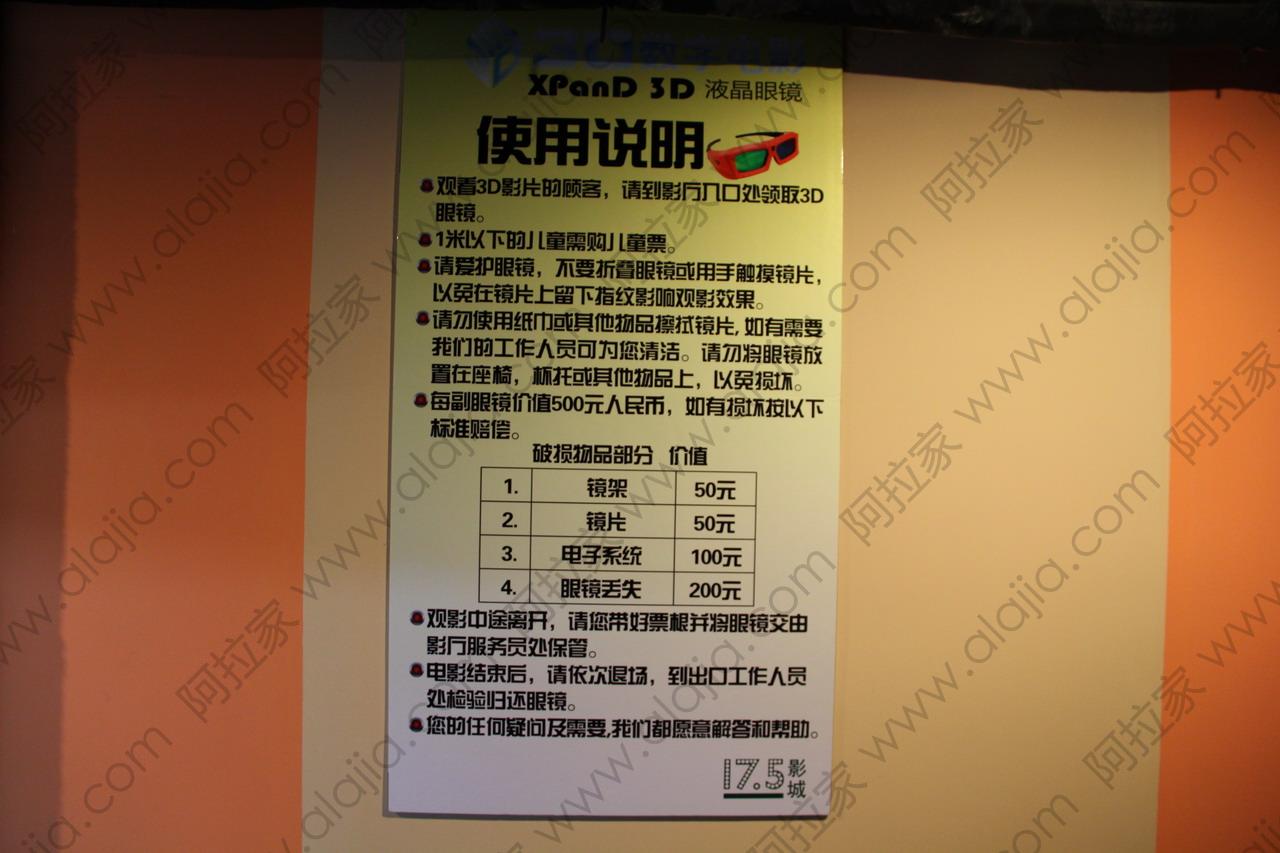 3D数字电影
XPanD 3D 液晶眼镜
使用说明
观看3D影片的顾客，请到影厅入口处领取3D
眼镜。
1米以下的儿童需购儿童票。
请爱护眼镜，不要折叠眼镜或用手触摸镜片，
以免在镜片上留下指纹影响观影效果。
请勿使用纸巾或其他物品擦拭镜片,如有需要
我们的工作人员可为您清洁。请勿将眼镜放
置在座椅，杯托或其他物品上，以免损坏。
每副眼镜价值500元人民币，如有损坏按以下
标准赔偿。
破损物品部分 价值
1. 镜架 50元
2. 镜片 50元
3. 电子系统 100元
4. 眼镜丢失 200元
观影中途离开，请您带好票根并将眼镜交由
影厅服务员处保管。
电影结束后，请依次退场，到出口工作人员
处检验归还眼镜。
您的任何疑问及需要,我们都愿意解答和帮助。
17.5影城
阿拉家 www.alajia.com